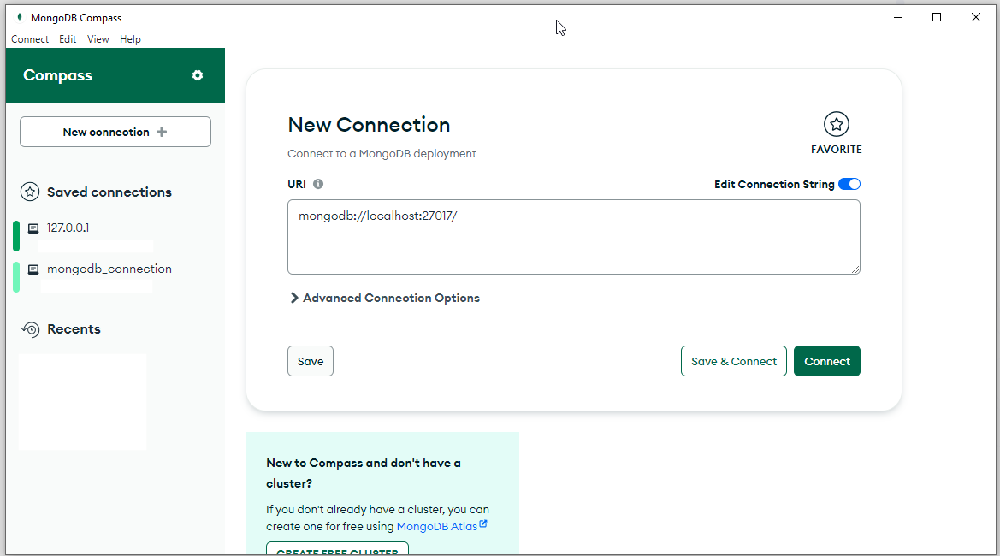 MongoDB Compass
Connect Edit View Help
Compass
New connection
Saved connections
127.0.0.1
mongodb_connection
Recents
New Connection
Connect to a MongoDB deployment
FAVORITE
URI
Edit Connection String
mongodb://localhost:27017/
Advanced Connection Options
Save
Save & Connect
Connect
New to Compass and don't have a
cluster?
If you don't already have a cluster, you can
create one for free using MongoDB Atlas
CREATE FREE CLUSTER